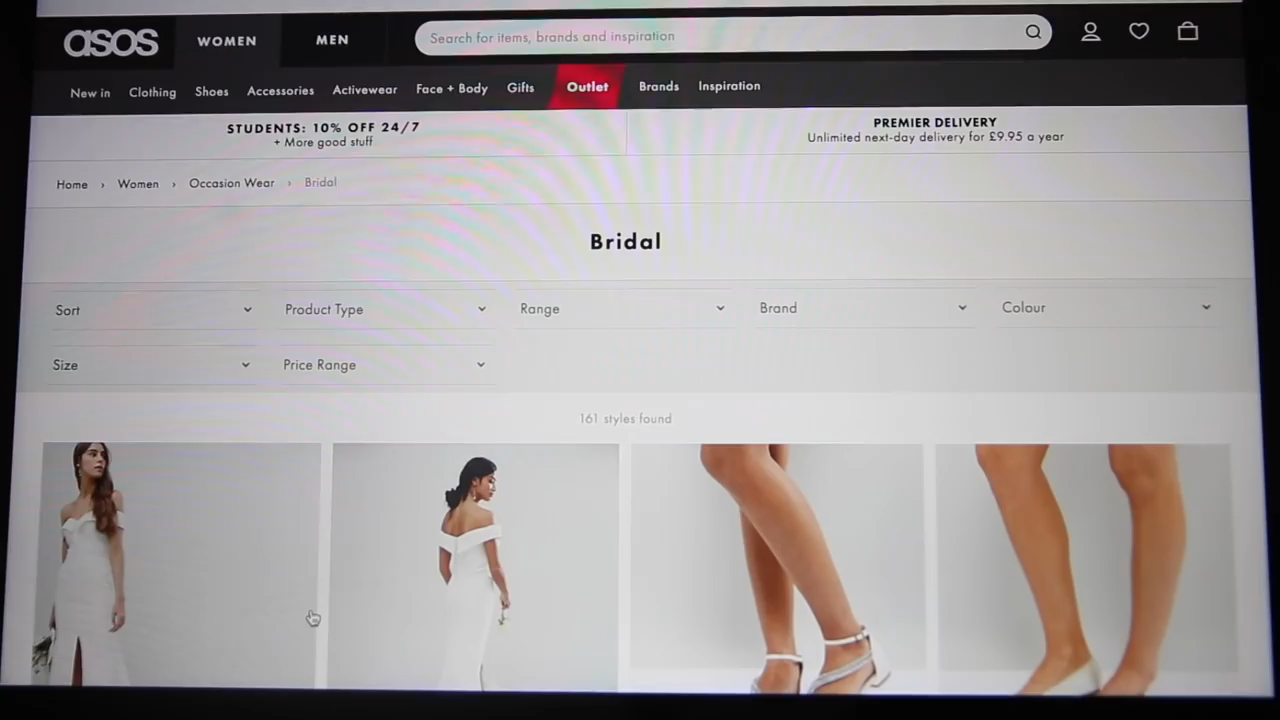 asos
WOMEN
MEN
Search for items, brands and inspiration
New in
Clothing
Shoes
Accessories
Activewear
Face + Body
Gifts
Outlet
Brands
Inspiration
STUDENTS: 10% OFF 24/7
+ More good stuff
PREMIER DELIVERY
Unlimited next-day delivery for £9.95 a year
Home › Women › Occasion Wear › Bridal
Bridal
Sort
Product Type
Range
Brand
Colour
Size
Price Range
161 styles found